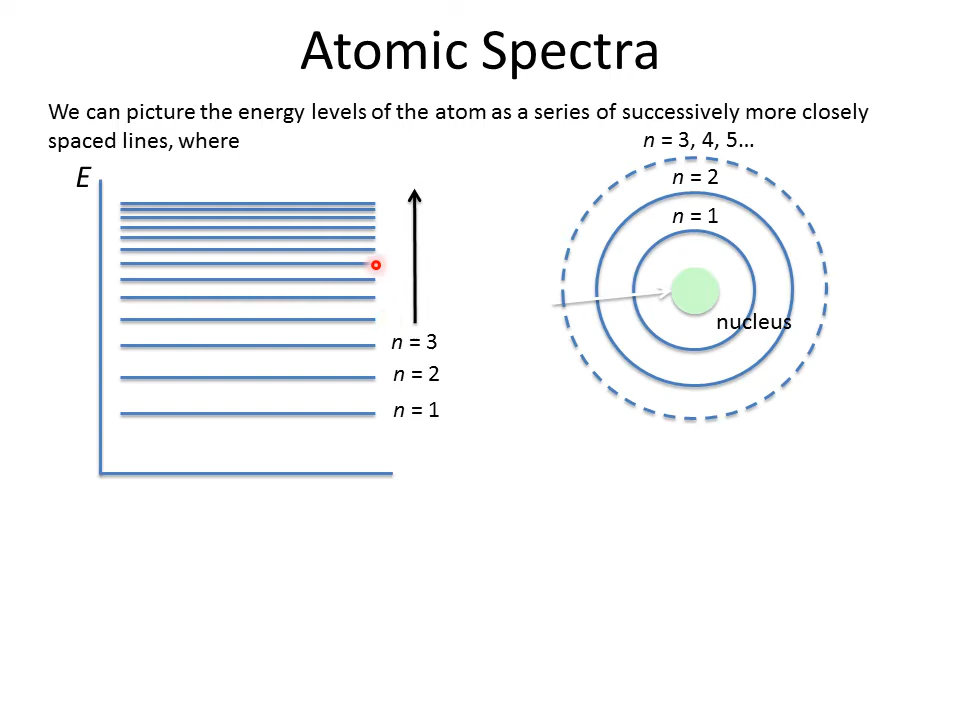 Atomic Spectra
We can picture the energy levels of the atom as a series of successively more closely
spaced lines, where
n = 3, 4, 5…
E
n = 2
n = 1
nucleus
n = 3
n = 2
n = 1